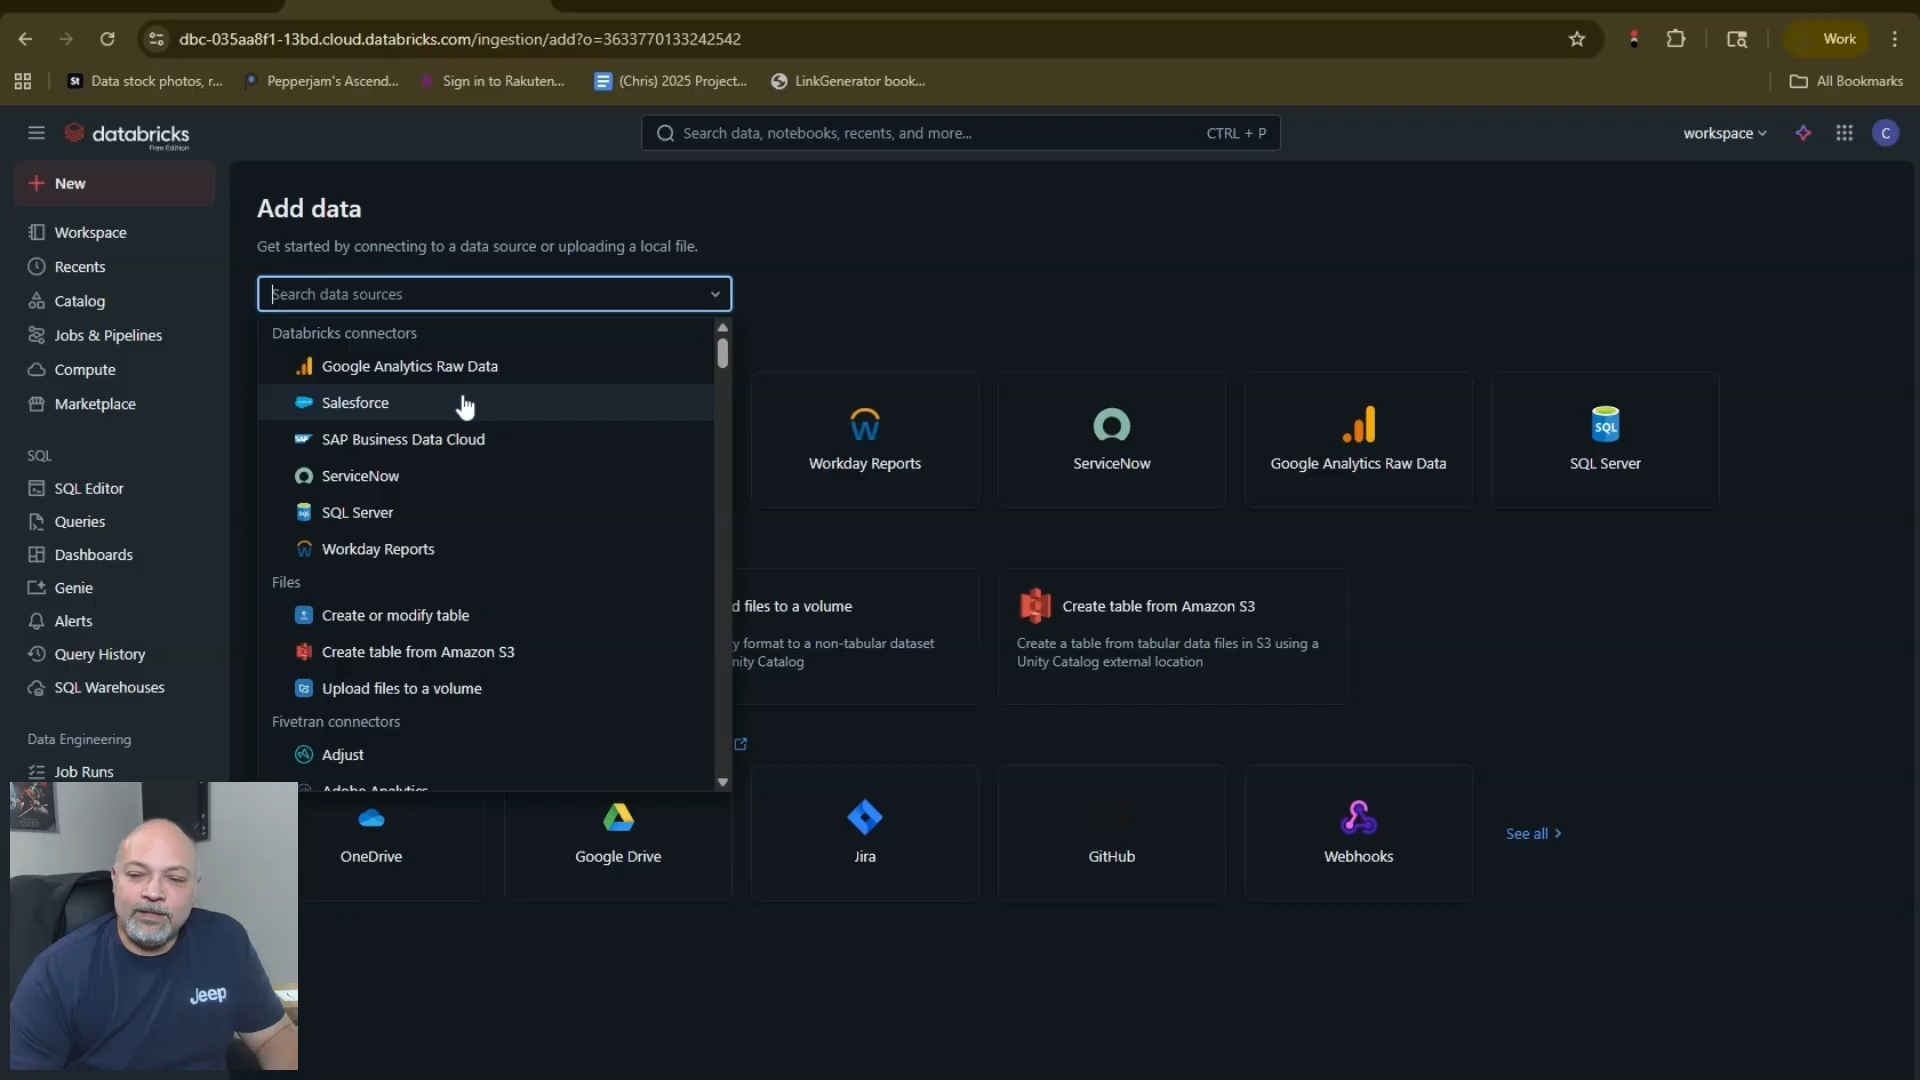 dbc-035aa8f1-13bd.cloud.databricks.com/ingestion/add?o=3633770133242542
Work
St Data stock photos, r...
Pepperjam's Ascend...
Sign in to Rakuten...
(Chris) 2025 Project...
LinkGenerator book...
All Bookmarks
databricks
Free Edition
Search data, notebooks, recents, and more...
CTRL + P
workspace
C
New
Workspace
Recents
Catalog
Jobs & Pipelines
Compute
Marketplace
SQL
SQL Editor
Queries
Dashboards
Genie
Alerts
Query History
SQL Warehouses
Data Engineering
Job Runs
Add data
Get started by connecting to a data source or uploading a local file.
Search data sources
Databricks connectors
Google Analytics Raw Data
Salesforce
SAP Business Data Cloud
ServiceNow
SQL Server
Workday Reports
Files
Create or modify table
Create table from Amazon S3
Upload files to a volume
Fivetran connectors
Adjust
Adobe Analytics
Workday Reports
ServiceNow
Google Analytics Raw Data
SQL
SQL Server
d files to a volume
y format to a non-tabular dataset
nity Catalog
Create table from Amazon S3
Create a table from tabular data files in S3 using a
Unity Catalog external location
OneDrive
Google Drive
Jira
GitHub
Webhooks
See all
Jeep